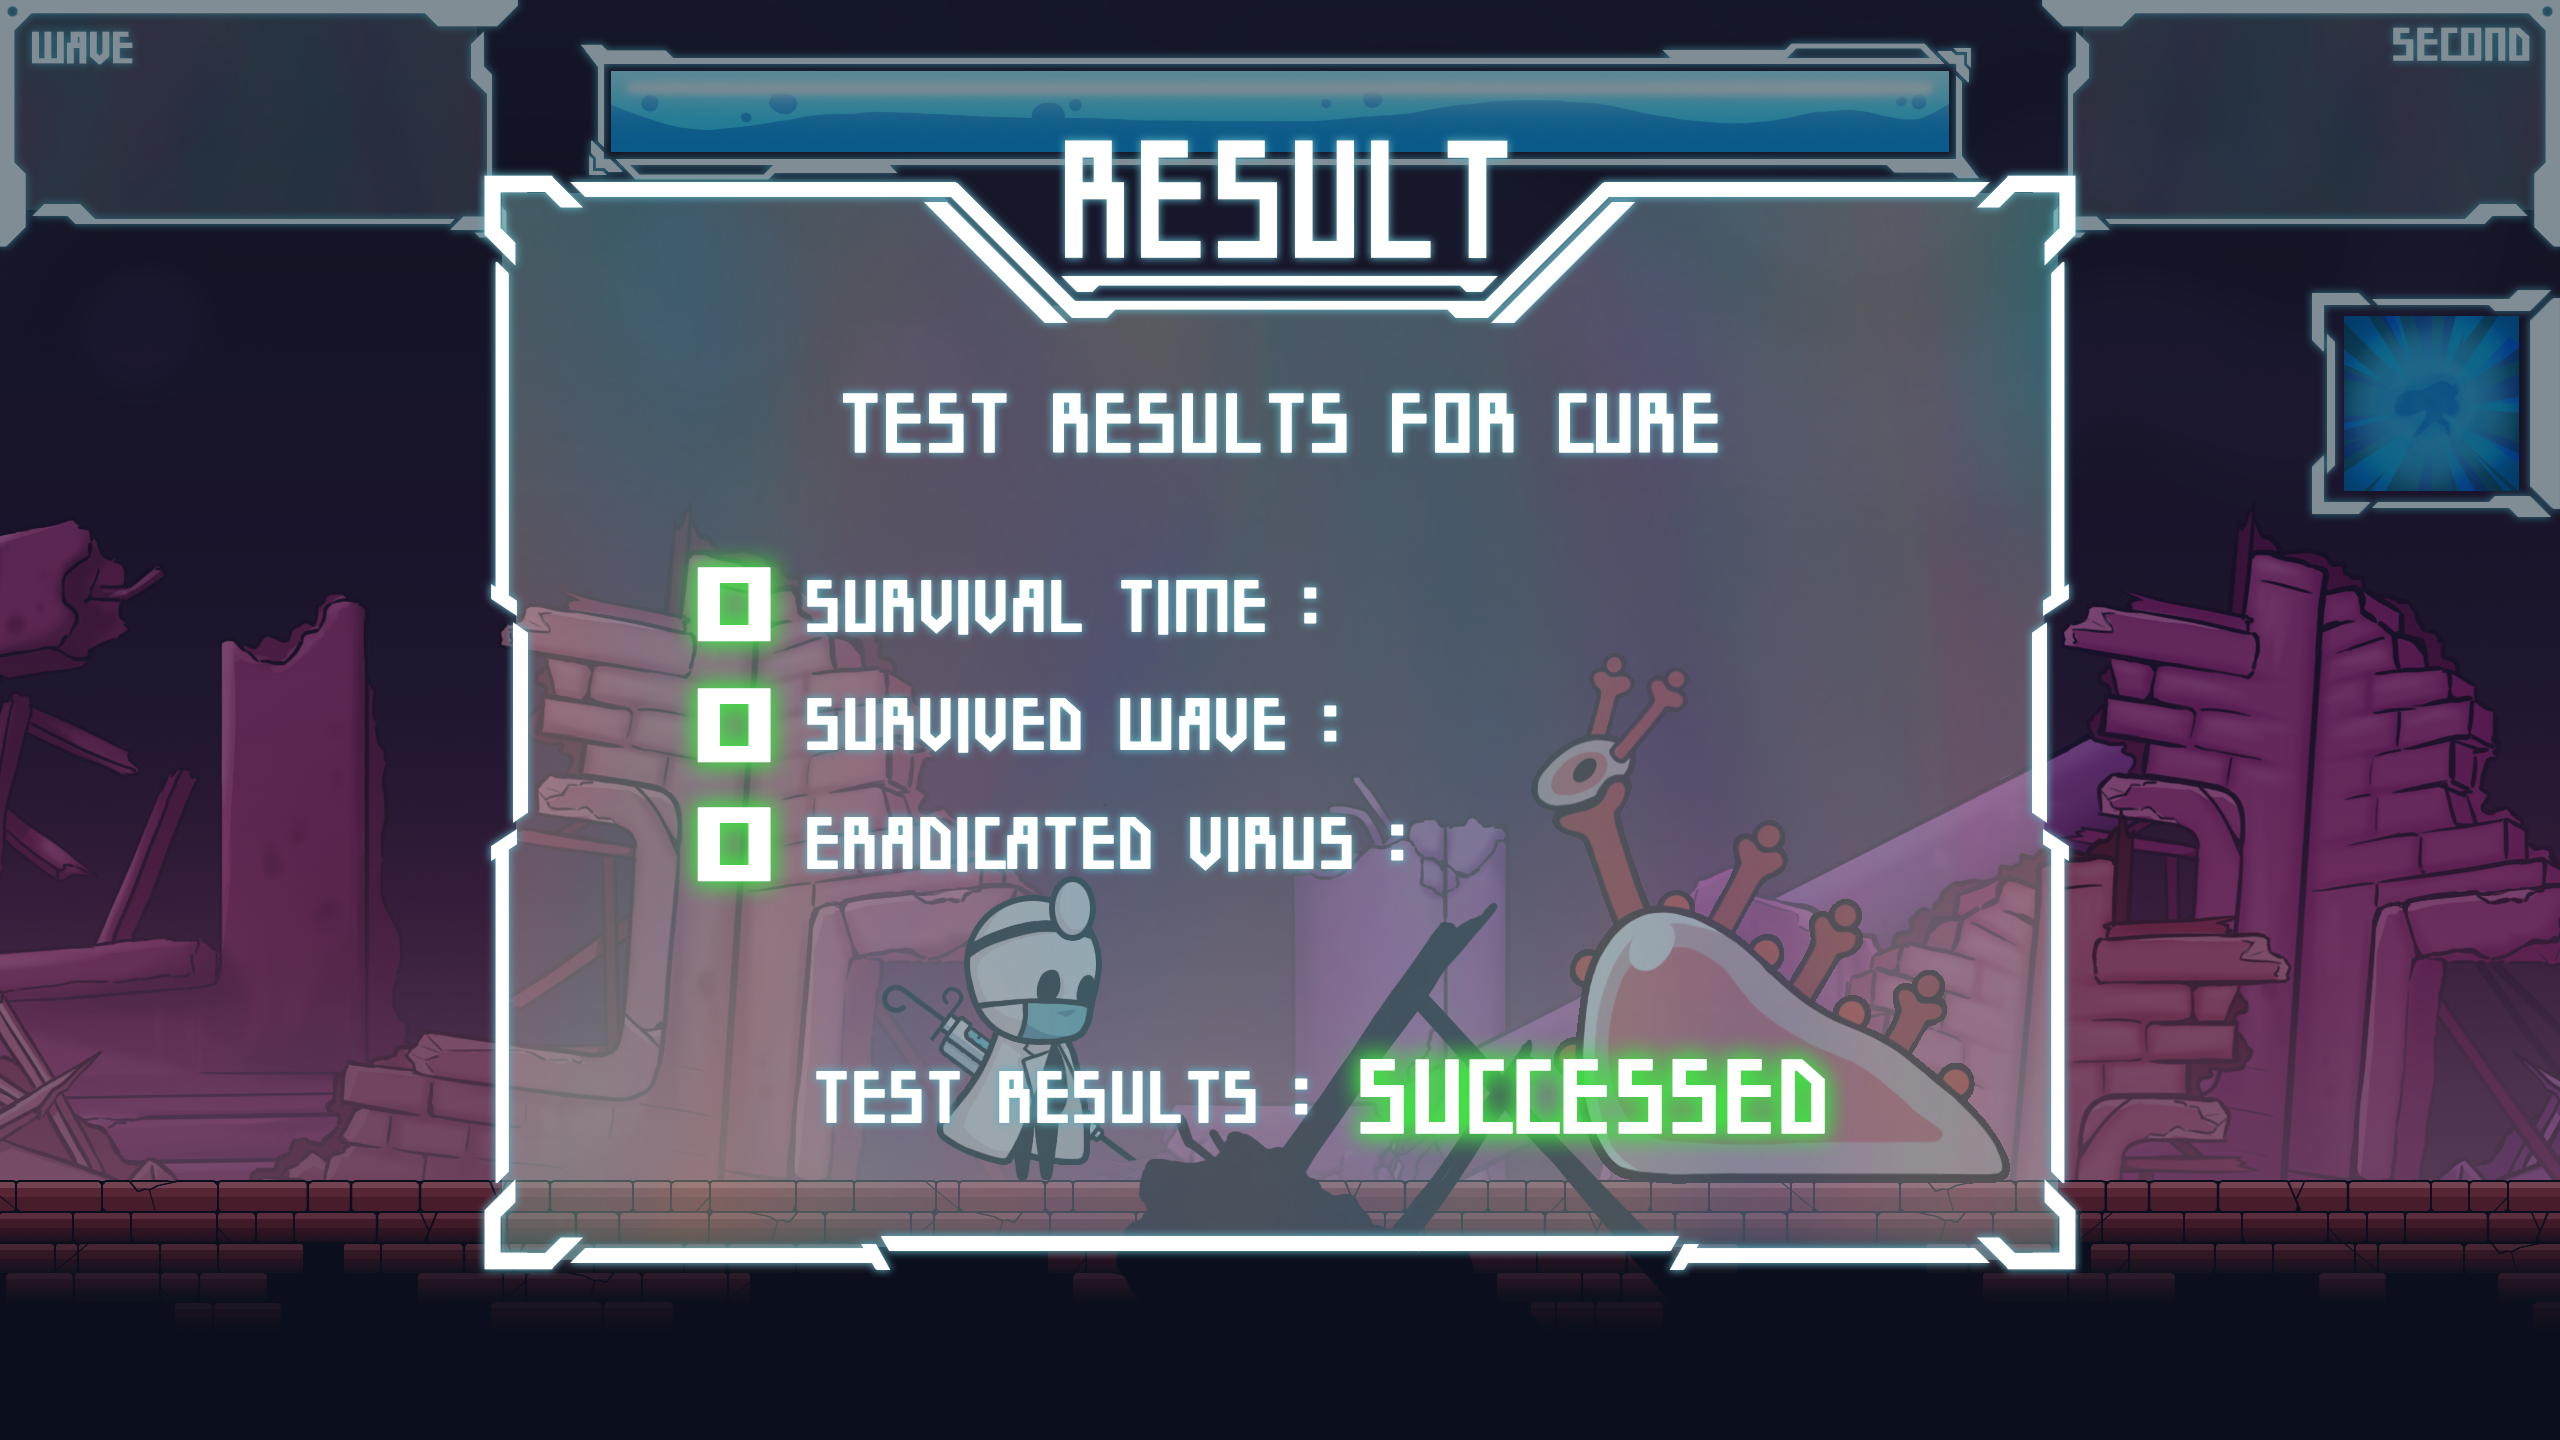 WAVE
SECOND
RESULT
TEST RESULTS FOR CURE
SURVIVAL TIME :
SURVIVED WAVE :
ERADICATED VIRUS :
TEST RESULTS : SUCCESSED